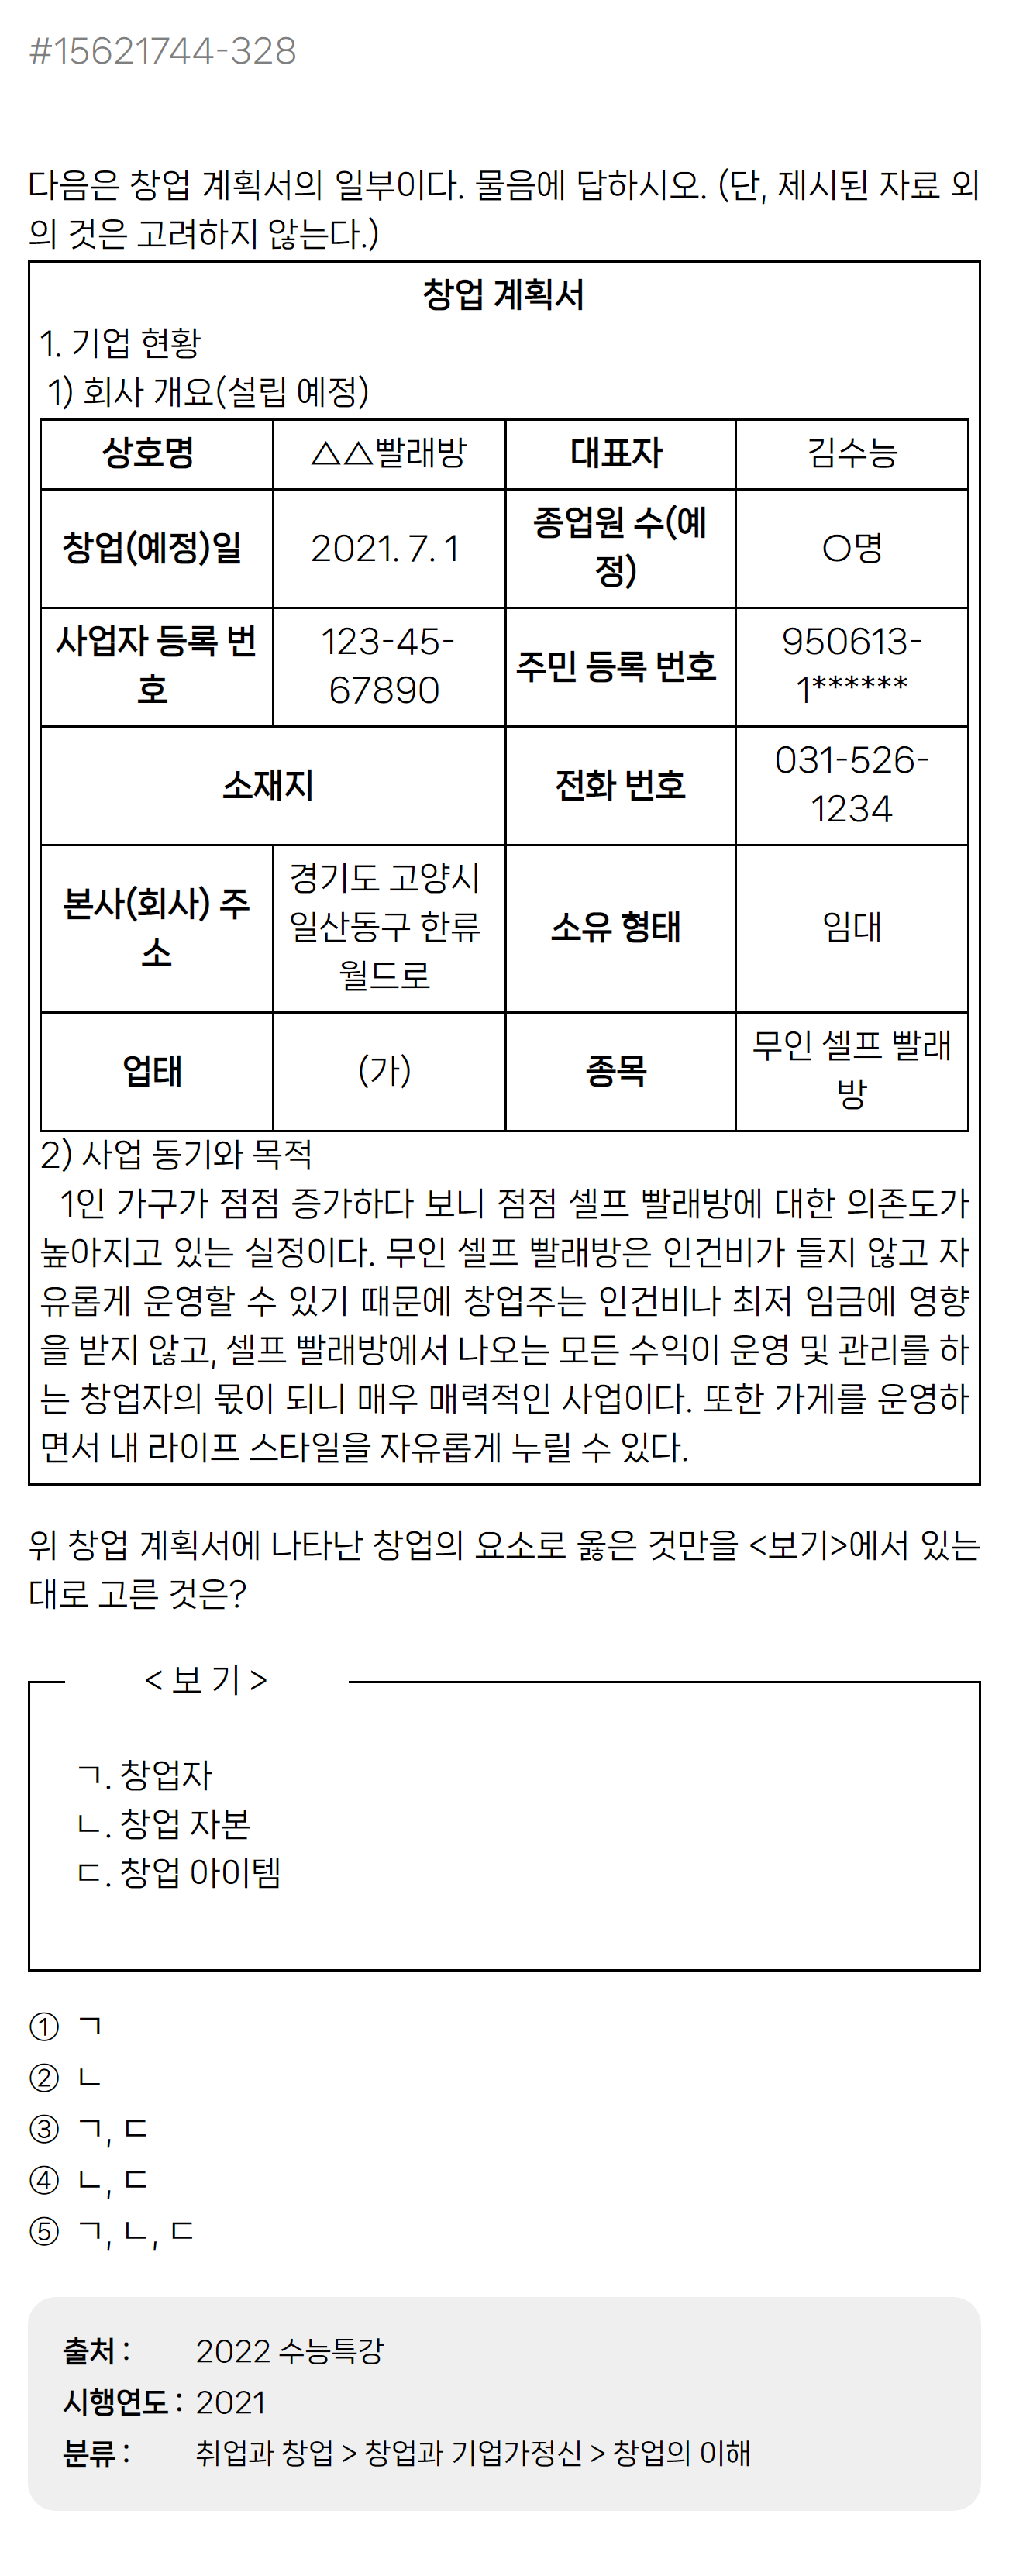 #15621744-328
다음은 창업 계획서의 일부이다. 물음에 답하시오. (단, 제시된 자료 외
의 것은 고려하지 않는다.)
창업 계획서
1. 기업 현황
1) 회사 개요(설립 예정)
상호명 △△빨래방 대표자 김수능
창업(예정)일 2021. 7. 1 종업원 수(예
정) ○명
사업자 등록 번
호 123-45-
67890 주민 등록 번호 950613-
1******
소재지 전화 번호 031-526-
1234
본사(회사) 주
소 경기도 고양시
일산동구 한류
월드로 소유 형태 임대
업태 (가) 종목 무인 셀프 빨래
방
2) 사업 동기와 목적
1인 가구가 점점 증가하다 보니 점점 셀프 빨래방에 대한 의존도가
높아지고 있는 실정이다. 무인 셀프 빨래방은 인건비가 들지 않고 자
유롭게 운영할 수 있기 때문에 창업주는 인건비나 최저 임금에 영향
을 받지 않고, 셀프 빨래방에서 나오는 모든 수익이 운영 및 관리를 하
는 창업자의 몫이 되니 매우 매력적인 사업이다. 또한 가게를 운영하
면서 내 라이프 스타일을 자유롭게 누릴 수 있다.
위 창업 계획서에 나타난 창업의 요소로 옳은 것만을 <보기>에서 있는
대로 고른 것은?
< 보 기 >
ㄱ. 창업자
ㄴ. 창업 자본
ㄷ. 창업 아이템
① ㄱ
② ㄴ
③ ㄱ, ㄷ
④ ㄴ, ㄷ
⑤ ㄱ, ㄴ, ㄷ
출처 : 2022 수능특강
시행연도 : 2021
분류 : 취업과 창업 > 창업과 기업가정신 > 창업의 이해